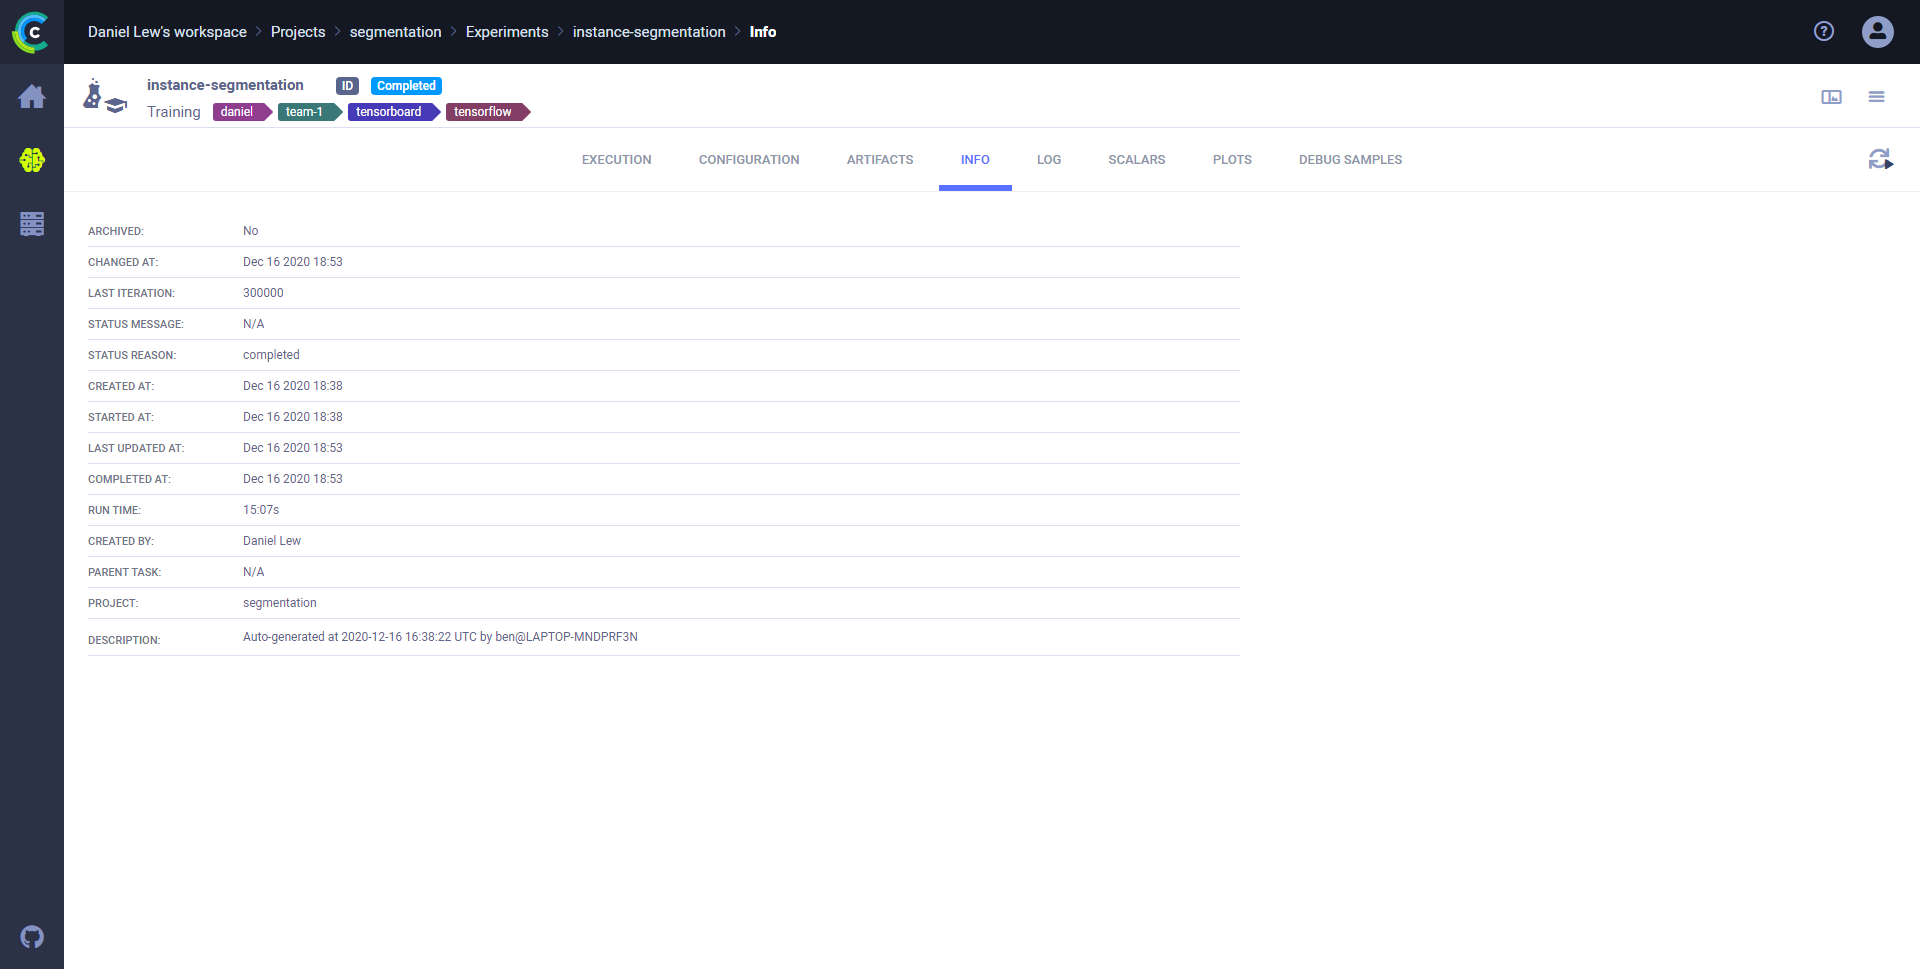 Daniel Lew's workspace > Projects > segmentation > Experiments > instance-segmentation > Info
instance-segmentation ID Completed
Training daniel team-1 tensorboard tensorflow
EXECUTION CONFIGURATION ARTIFACTS INFO LOG SCALARS PLOTS DEBUG SAMPLES
ARCHIVED: No
CHANGED AT: Dec 16 2020 18:53
LAST ITERATION: 300000
STATUS MESSAGE: N/A
STATUS REASON: completed
CREATED AT: Dec 16 2020 18:38
STARTED AT: Dec 16 2020 18:38
LAST UPDATED AT: Dec 16 2020 18:53
COMPLETED AT: Dec 16 2020 18:53
RUN TIME: 15:07s
CREATED BY: Daniel Lew
PARENT TASK: N/A
PROJECT: segmentation
DESCRIPTION: Auto-generated at 2020-12-16 16:38:22 UTC by ben@LAPTOP-MNDPRF3N